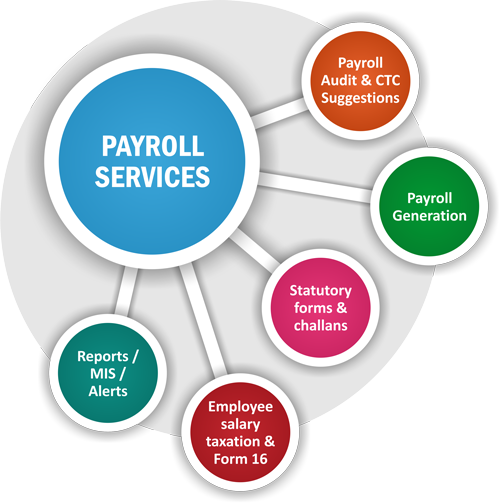 PAYROLL
SERVICES
Payroll
Audit & CTC
Suggestions
Payroll
Generation
Statutory
forms &
challans
Employee
salary
taxation &
Form 16
Reports /
MIS /
Alerts